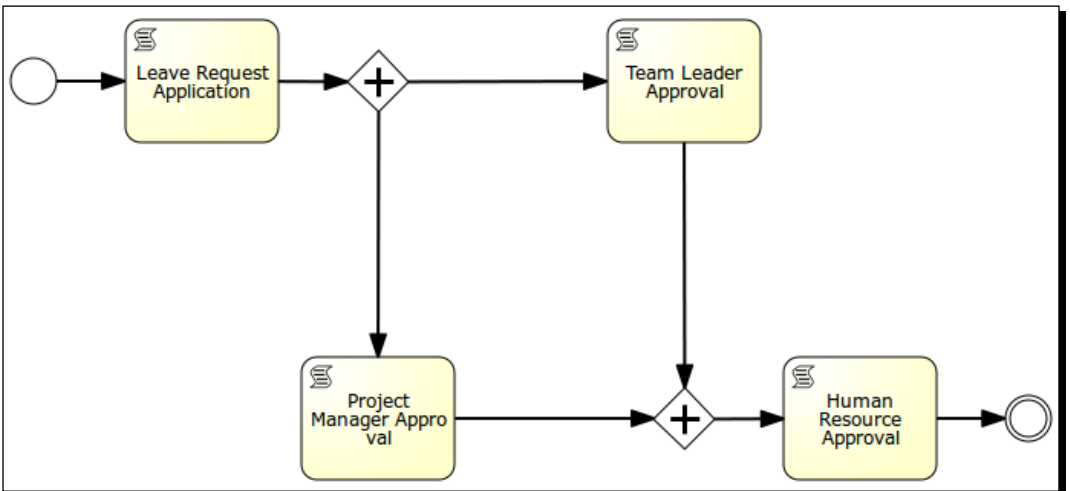 Leave Request
Application
Team Leader
Approval
Project
Manager Appro
val
Human
Resource
Approval